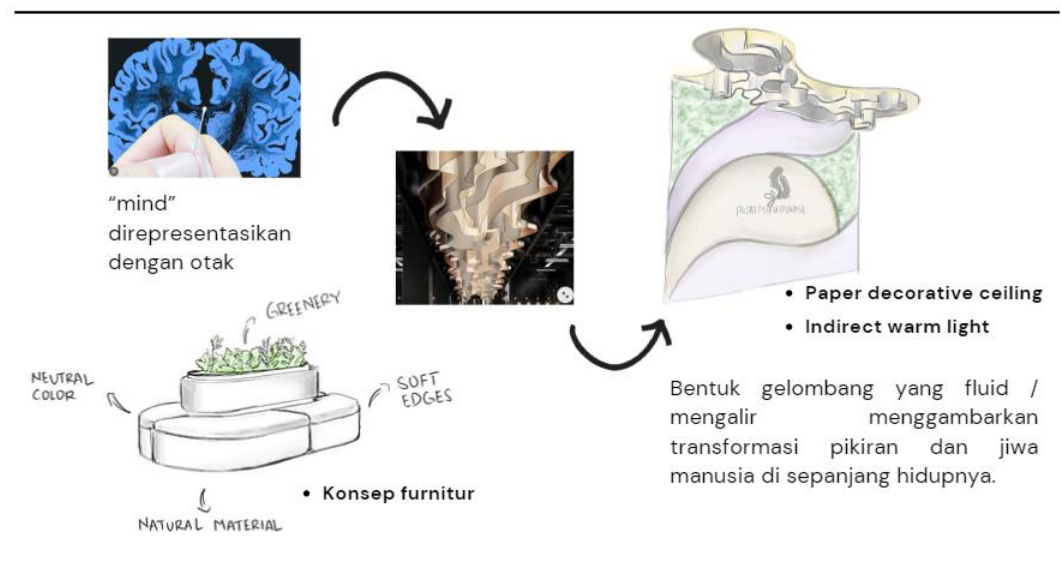 “mind”
direpresentasikan
dengan otak
• Paper decorative ceiling
• Indirect warm light
Bentuk gelombang yang fluid /
mengalir menggambarkan
transformasi pikiran dan jiwa
manusia di sepanjang hidupnya.
GREENERY
NEUTRAL
COLOR
SOFT
EDGES
NATURAL MATERIAL
• Konsep furnitur